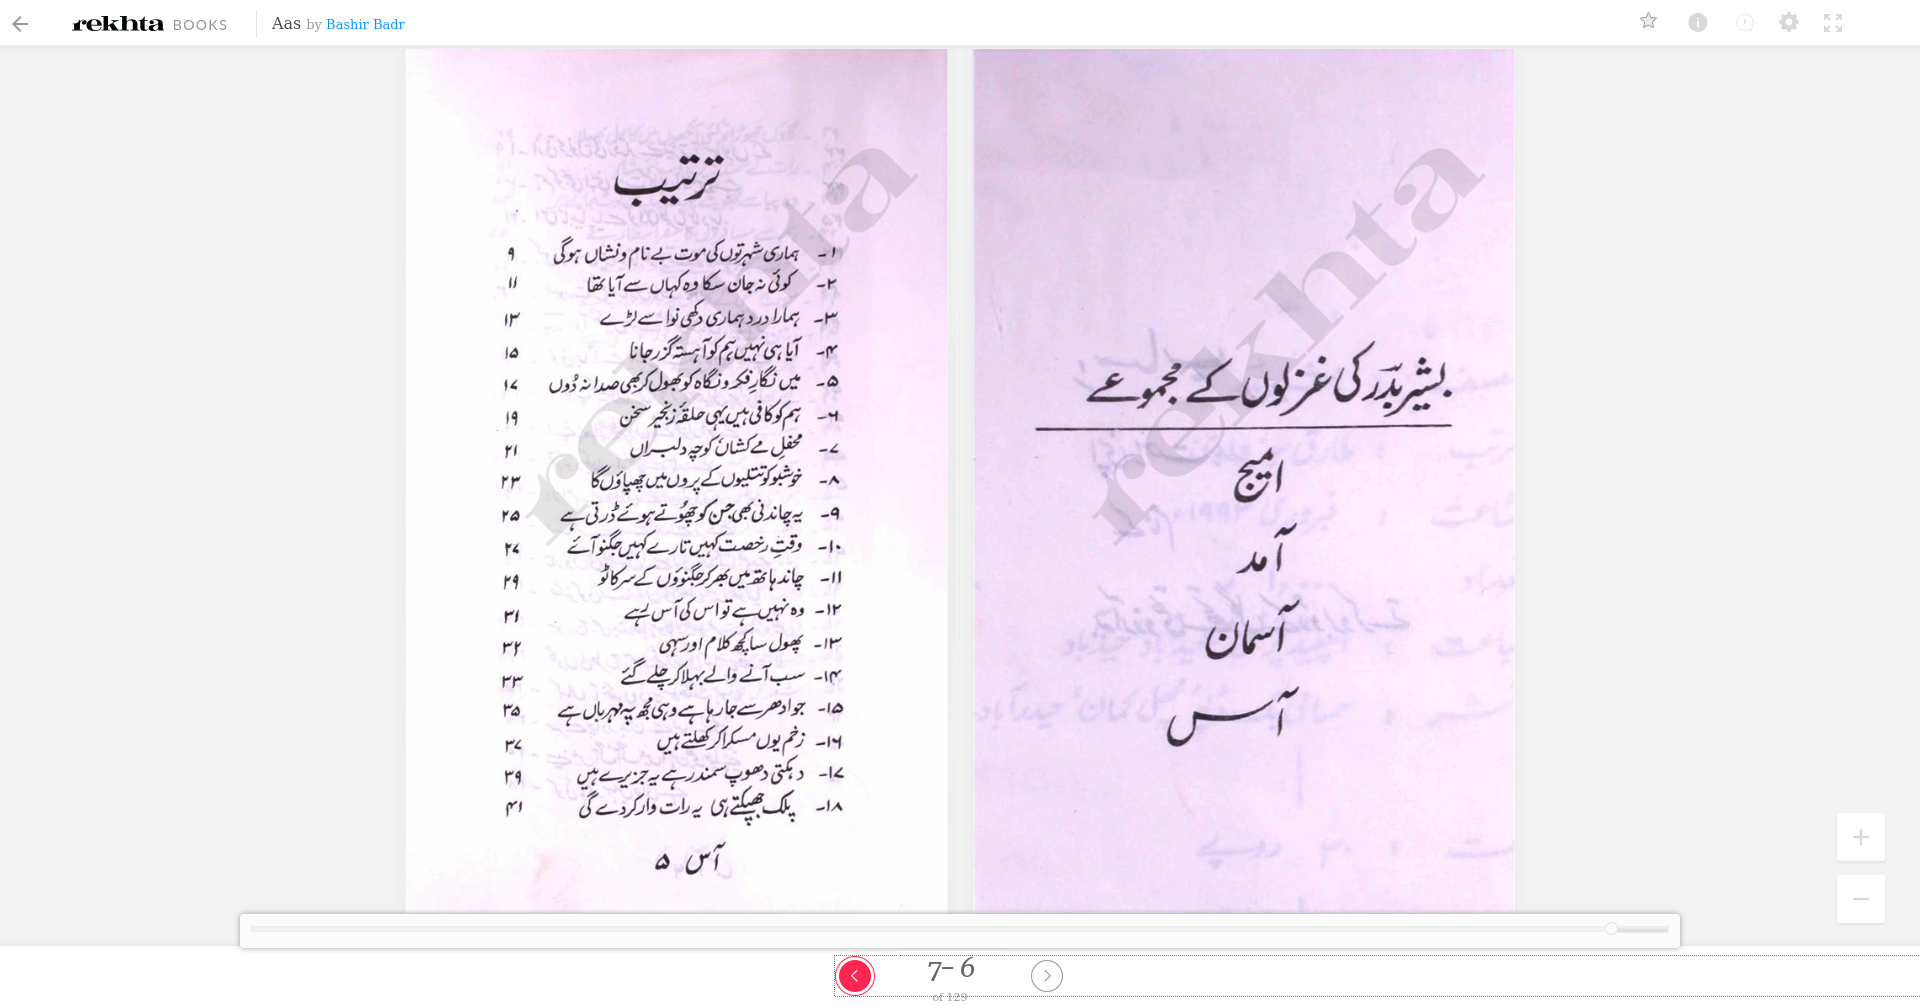 rekhta BOOKS Aas by Bashir Badr
بشیر بدر کی غزلوں کے مجموعے
امیج
آمد
آسمان
آس
ترتیب
۱- ہماری شہرتوں کی موت بے نام و نشاں ہوگی ۹
۲- کوئی نہ جان سکا وہ کہاں سے آیا تھا ۱۱
۳- ہمارا درد ہماری دکھی نوا سے لڑے ۱۳
۴- آیا ہی نہیں ہم کو آہستہ گزر جانا ۱۵
۵- میں نگارِ فکر و نگاہ کو بھول کر بھی صدا نہ دُوں ۱۷
۶- ہم کو کافی ہیں یہی حلقۂ زنجیر سخن ۱۹
۷- محفلِ مے کشاں کوچہ دلبراں ۲۱
۸- خوشبو کو تتلیوں کے پروں میں چھپاؤں گا ۲۳
۹- یہ چاندنی بھی جن کو چھُوتے ہوئے ڈرتی ہے ۲۵
۱۰- وقتِ رخصت کہیں تارے کہیں جگنو آئے ۲۷
۱۱- چاند ہاتھ میں بھر کر جگنوؤں کے سر کاٹو ۲۹
۱۲- وہ نہیں ہے تو اس کی آس رہے ۳۱
۱۳- پھول سا کچھ کلام اور سہی ۳۲
۱۴- سب آنے والے بہلا کر چلے گئے ۳۳
۱۵- جو ادھر سے جا رہا ہے وہی مجھ پہ مہرباں ہے ۳۵
۱۶- زخم یوں مسکرا کر کھلتے ہیں ۳۷
۱۷- دہکتی دھوپ سمندر ہے یہ جزیرے ہیں ۳۹
۱۸- پلک جھپکتے ہی یہ رات وار کر دے گی ۴۱
آس ۵
rekhta
rekhta
7- 6
of 129